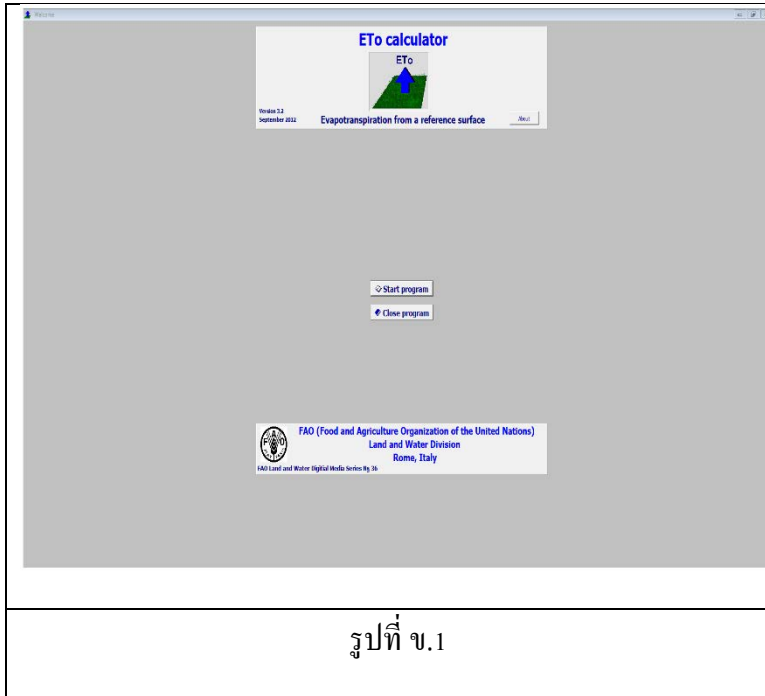 Welcome
ETo calculator
ETo
Version 3.2
September 2012
Evapotranspiration from a reference surface
About
Start program
Close program
FAO (Food and Agriculture Organization of the United Nations)
Land and Water Division
Rome, Italy
FAO Land and Water Digital Media Series Nº 36
รูปที่ ข.1